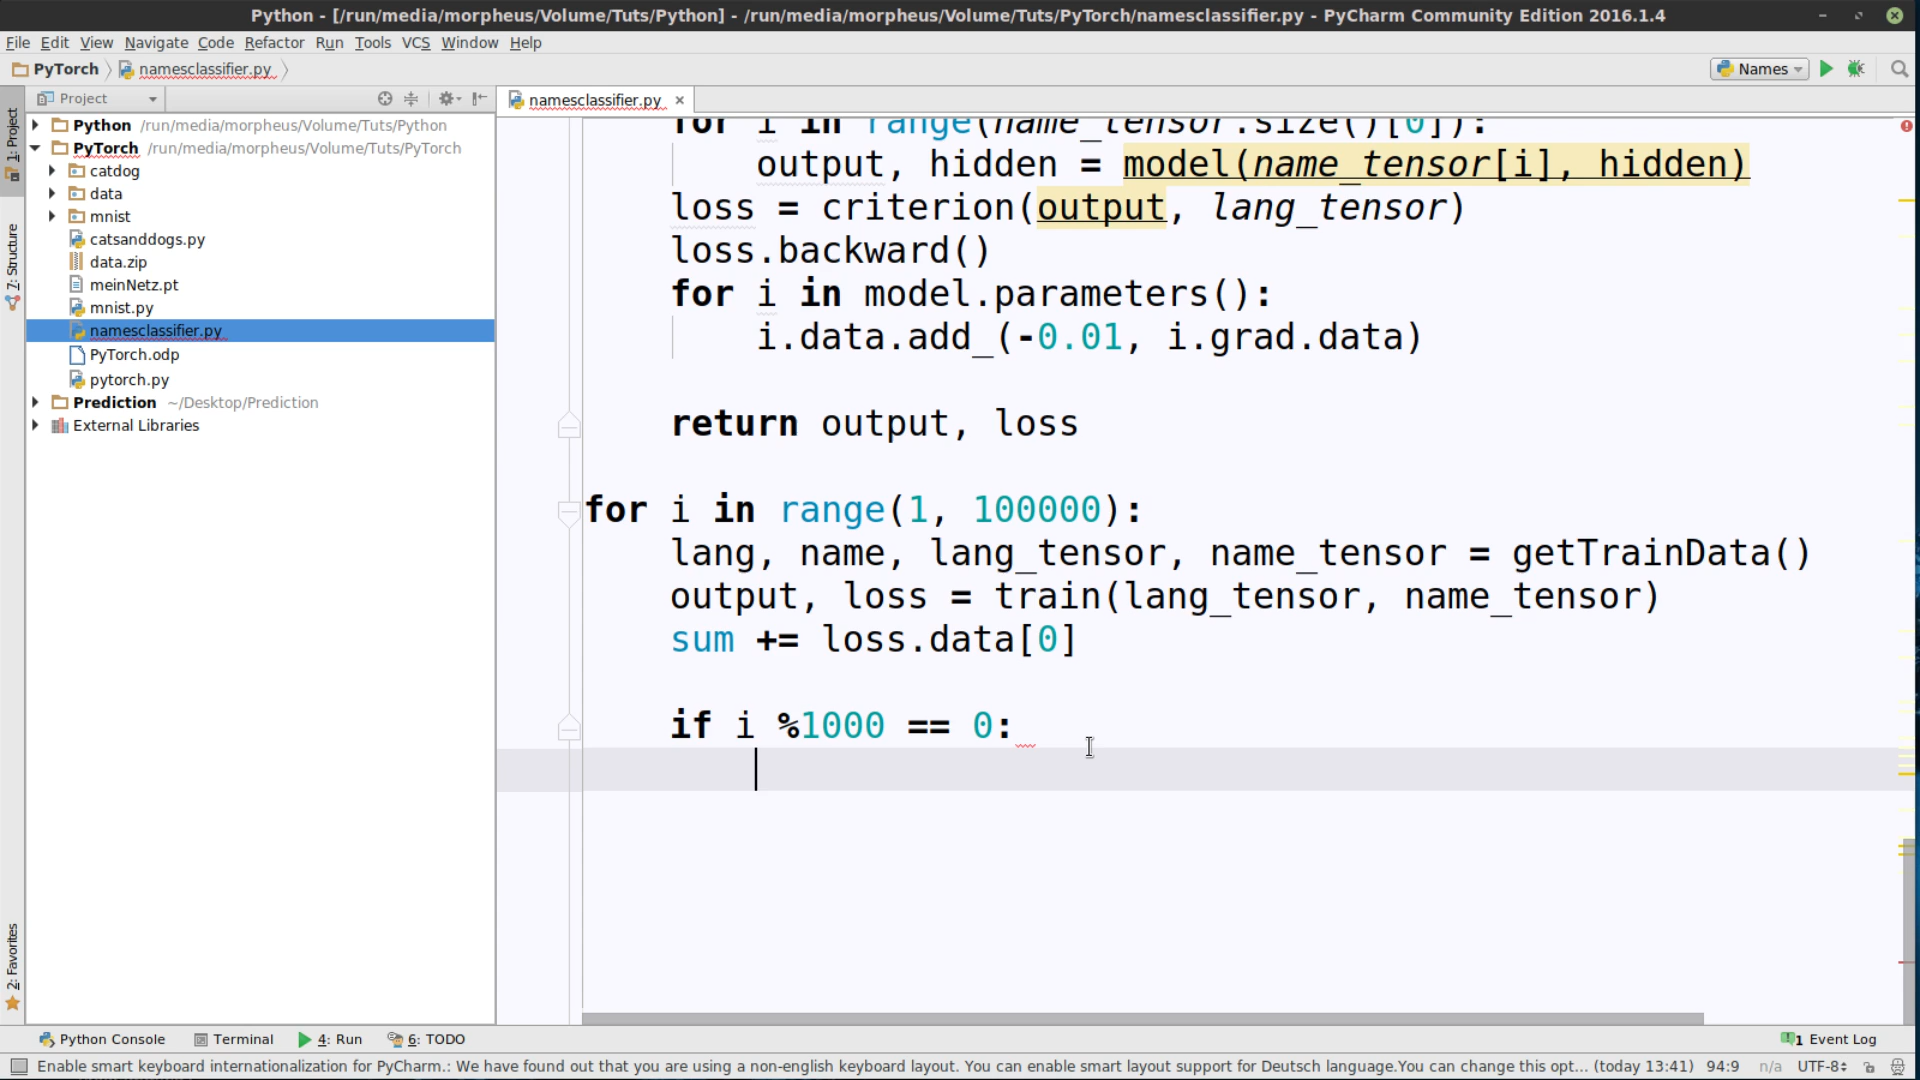 Python - [/run/media/morpheus/Volume/Tuts/Python] - /run/media/morpheus/Volume/Tuts/PyTorch/namesclassifier.py - PyCharm Community Edition 2016.1.4
File Edit View Navigate Code Refactor Run Tools VCS Window Help
PyTorch namesclassifier.py Names
Project
namesclassifier.py
1: Project
7: Structure
2: Favorites
Python /run/media/morpheus/Volume/Tuts/Python
PyTorch /run/media/morpheus/Volume/Tuts/PyTorch
catdog
data
mnist
catsanddogs.py
data.zip
meinNetz.pt
mnist.py
namesclassifier.py
PyTorch.odp
pytorch.py
Prediction ~/Desktop/Prediction
External Libraries
for i in range(name_tensor.size()[0]):
output, hidden = model(name_tensor[i], hidden)
loss = criterion(output, lang_tensor)
loss.backward()
for i in model.parameters():
i.data.add_(-0.01, i.grad.data)
return output, loss
for i in range(1, 100000):
lang, name, lang_tensor, name_tensor = getTrainData()
output, loss = train(lang_tensor, name_tensor)
sum += loss.data[0]
if i %1000 == 0:
Python Console Terminal 4: Run 6: TODO 1 Event Log
Enable smart keyboard internationalization for PyCharm.: We have found out that you are using a non-english keyboard layout. You can enable smart layout support for Deutsch language.You can change this opt... (today 13:41) 94:9 n/a UTF-8